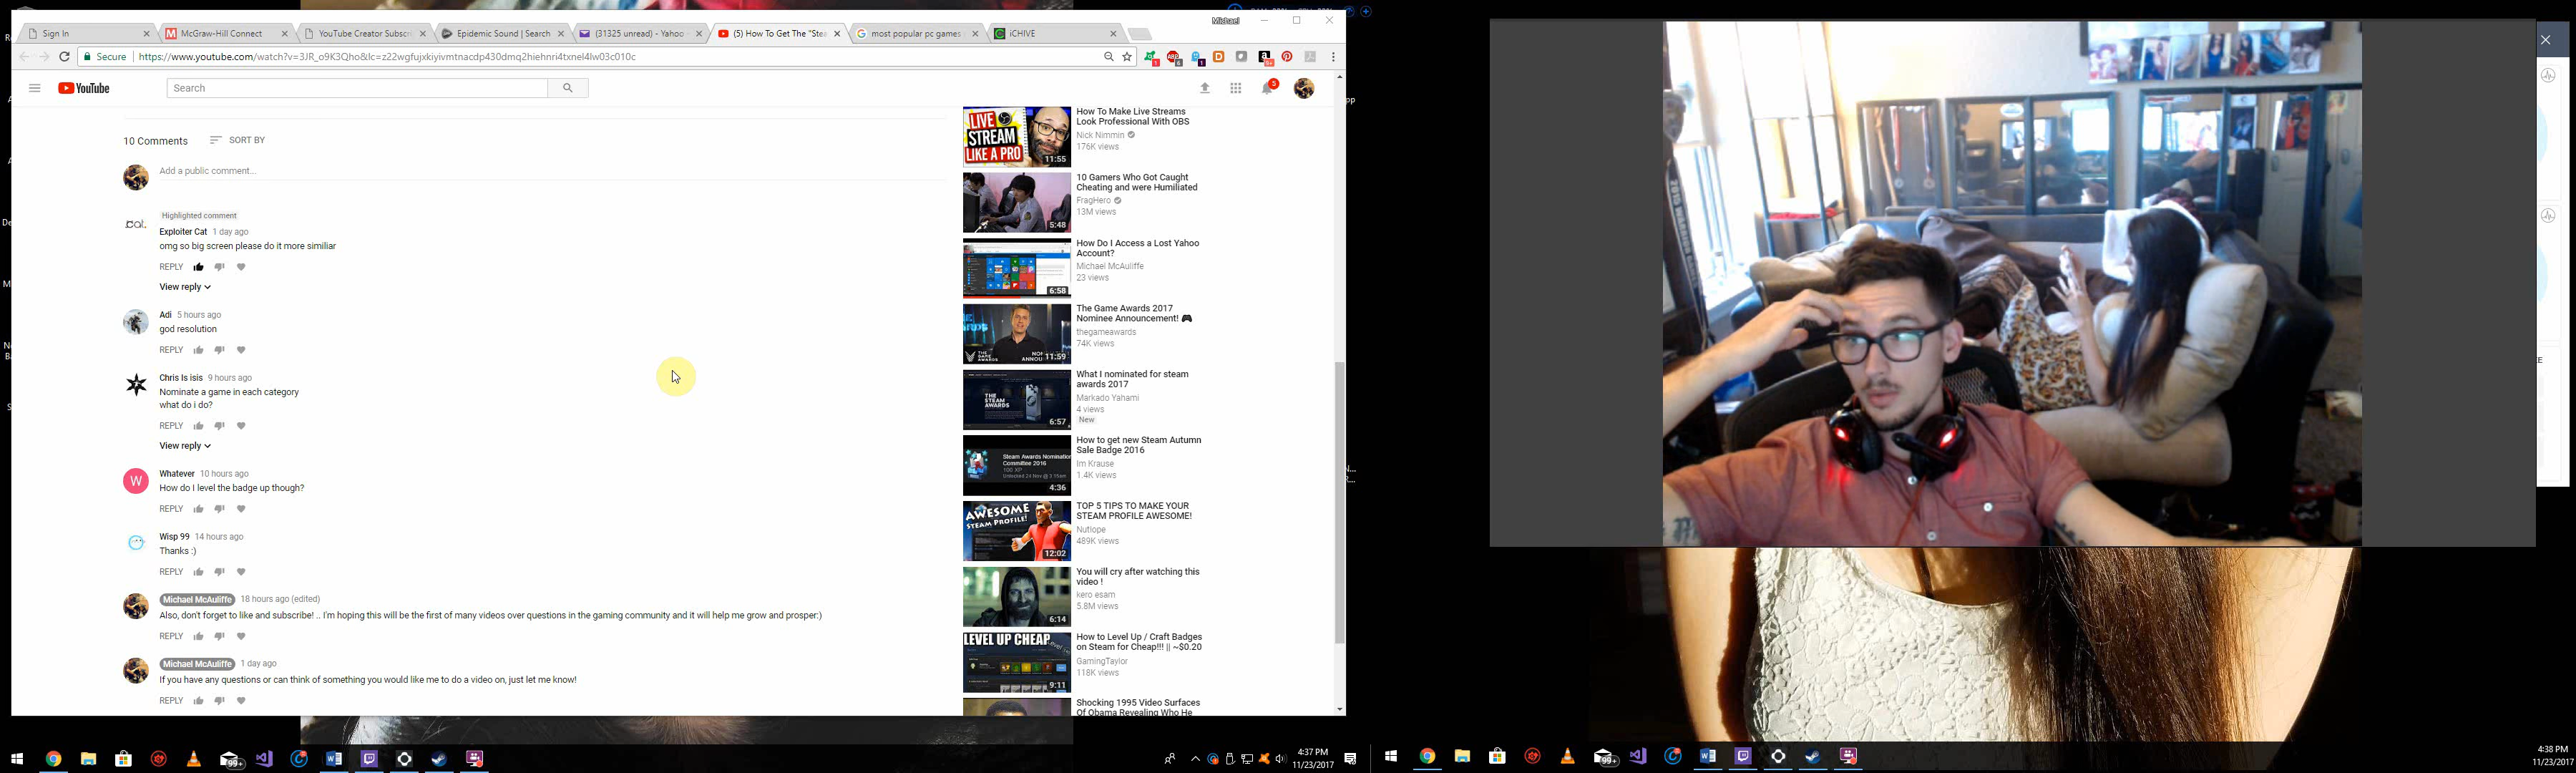 Michael
Sign In
McGraw-Hill Connect
YouTube Creator Subscri
Epidemic Sound | Search
(31325 unread) - Yahoo
(5) How To Get The "Stea
most popular pc games
iCHIVE
Secure
https://www.youtube.com/watch?v=3JR_o9K3Qho&lc=z22wgfujxkiyivmtnacdp430dmq2hiehnri4txnel4lw03c010c
YouTube
Search
10 Comments SORT BY
Add a public comment...
Highlighted comment
Exploiter Cat 1 day ago
omg so big screen please do it more similiar
REPLY
View reply
Adi 5 hours ago
god resolution
REPLY
Chris Is isis 9 hours ago
Nominate a game in each category
what do i do?
REPLY
View reply
W
Whatever 10 hours ago
How do I level the badge up though?
REPLY
Wisp 99 14 hours ago
Thanks :)
REPLY
Michael McAuliffe 18 hours ago (edited)
Also, don't forget to like and subscribe! .. I'm hoping this will be the first of many videos over questions in the gaming community and it will help me grow and prosper:)
REPLY
Michael McAuliffe 1 day ago
If you have any questions or can think of something you would like me to do a video on, just let me know!
REPLY
LIVE
STREAM
LIKE A PRO
11:55
How To Make Live Streams
Look Professional With OBS
Nick Nimmin
176K views
5:48
10 Gamers Who Got Caught
Cheating and were Humiliated
FragHero
13M views
6:58
How Do I Access a Lost Yahoo
Account?
Michael McAuliffe
23 views
11:59
The Game Awards 2017
Nominee Announcement! 🎮
thegameawards
74K views
THE
STEAM
AWARDS
6:57
What I nominated for steam
awards 2017
Markado Yahami
4 views
New
Steam Awards Nomination
Committee 2016
100 XP
4:36
How to get new Steam Autumn
Sale Badge 2016
Im Krause
1.4K views
AWESOME
STEAM PROFILE!
12:02
TOP 5 TIPS TO MAKE YOUR
STEAM PROFILE AWESOME!
Nutiope
489K views
6:14
You will cry after watching this
video !
kero esam
5.8M views
LEVEL UP CHEAP
9:11
How to Level Up / Craft Badges
on Steam for Cheap!!! || ~$0.20
GamingTaylor
118K views
Shocking 1995 Video Surfaces
Of Obama Revealing Who He
4:37 PM
11/23/2017
4:38 PM
11/23/2017